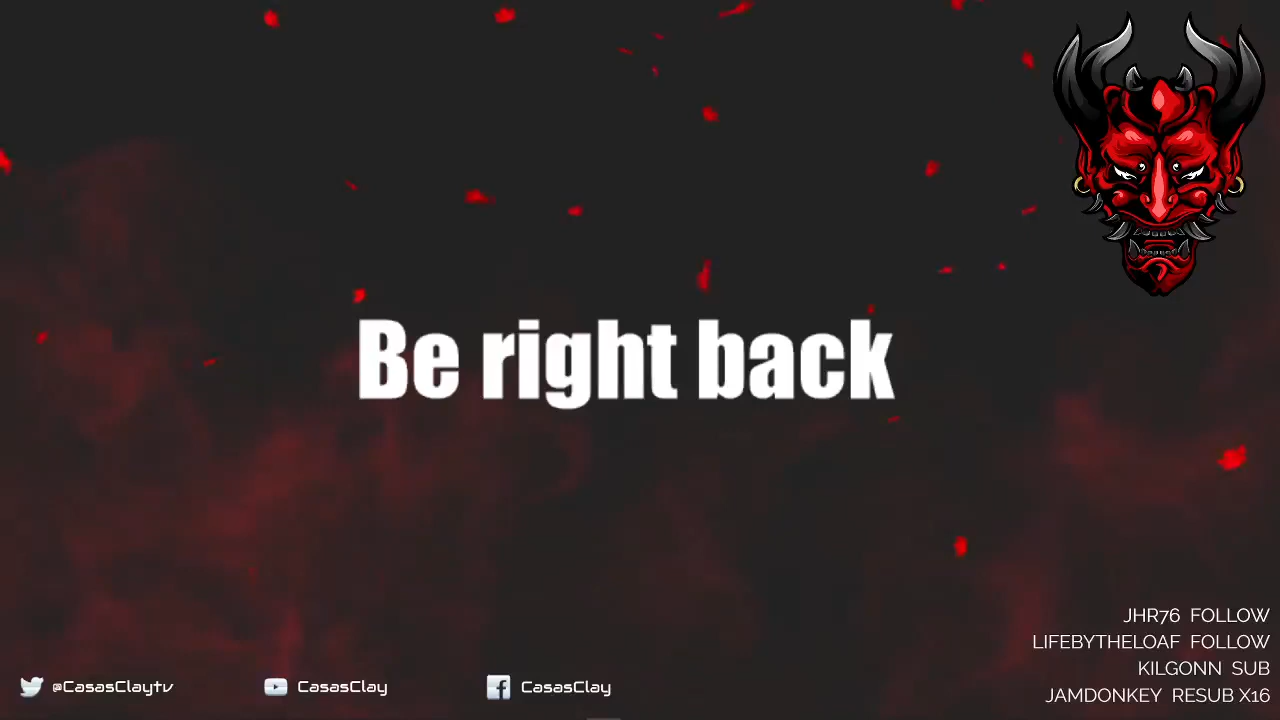 Be right back
JHR76 FOLLOW
LIFEBYTHELOAF FOLLOW
KILGONN SUB
JAMDONKEY RESUB X16
@CasasClaytv CasasClay CasasClay